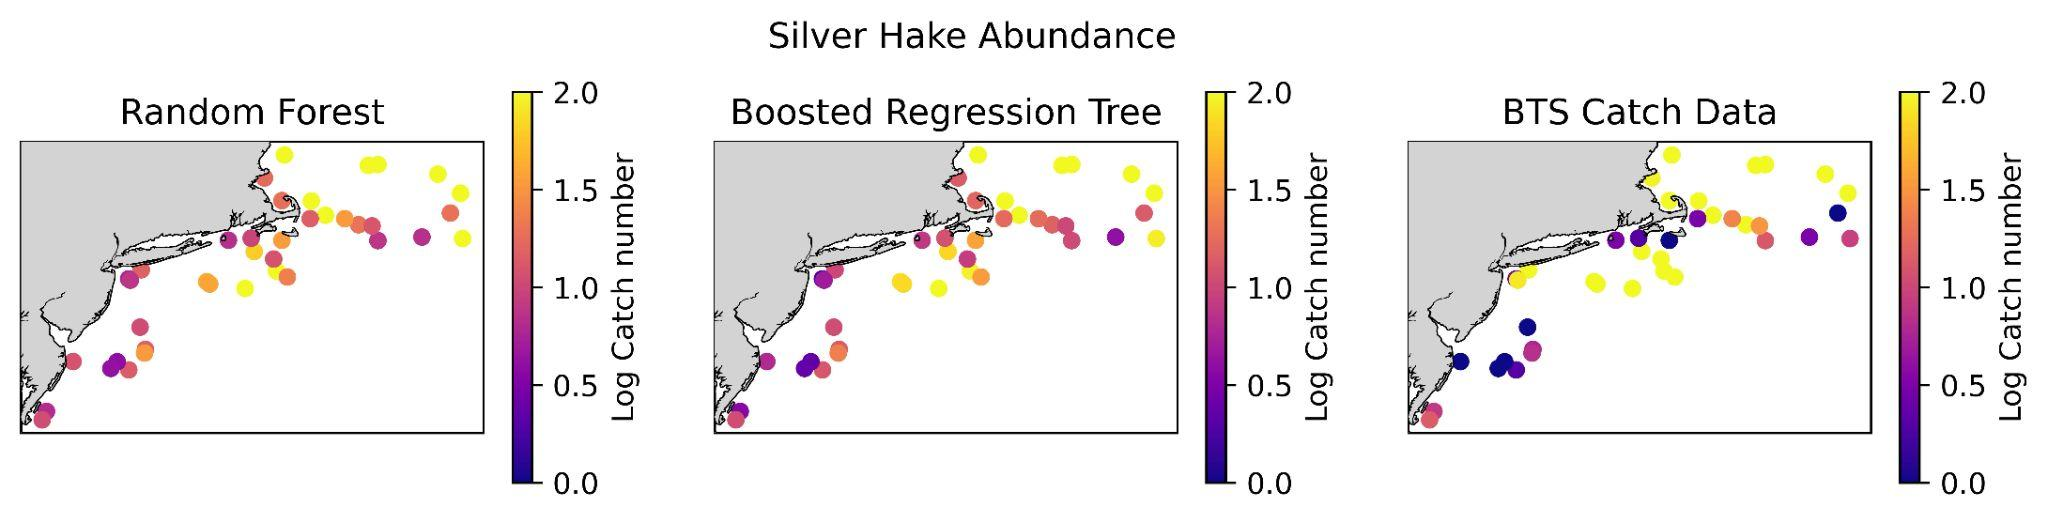 Silver Hake Abundance
Random Forest
2.0
1.5
1.0
0.5
0.0
Log Catch number
Boosted Regression Tree
2.0
1.5
1.0
0.5
0.0
Log Catch number
BTS Catch Data
2.0
1.5
1.0
0.5
0.0
Log Catch number